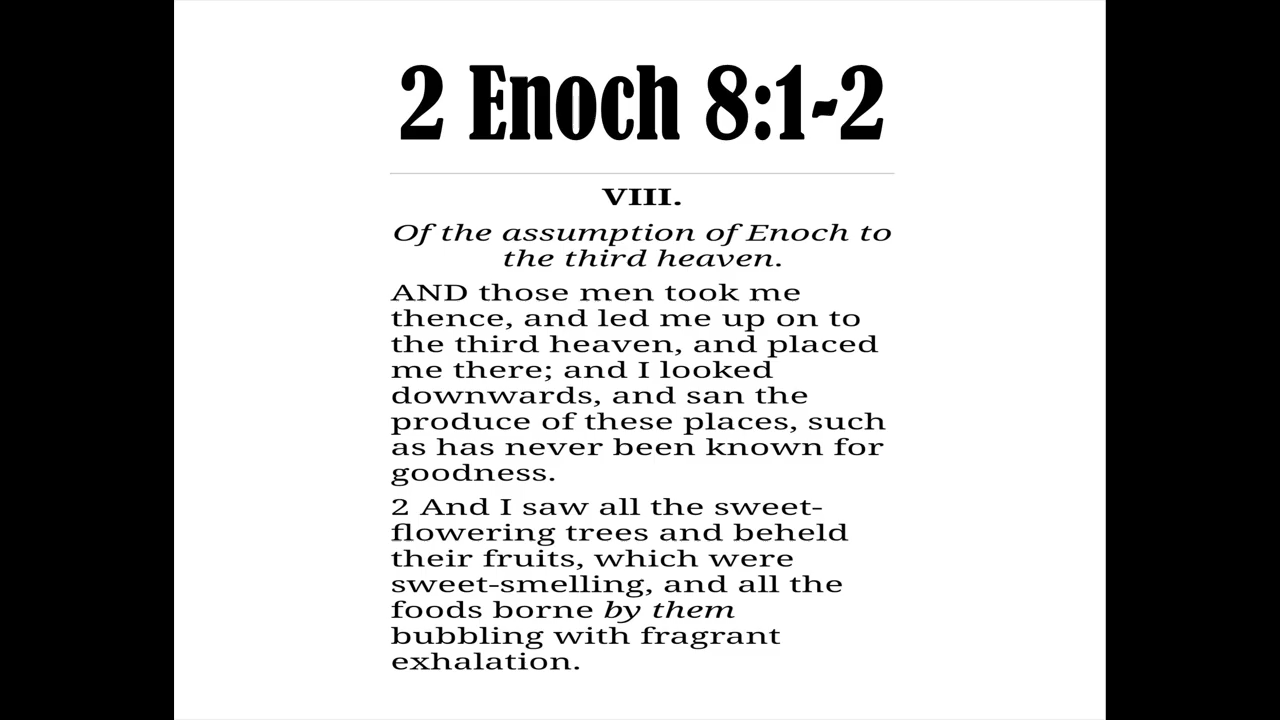 2 Enoch 8:1-2
VIII.
Of the assumption of Enoch to
the third heaven.
AND those men took me
thence, and led me up on to
the third heaven, and placed
me there; and I looked
downwards, and san the
produce of these places, such
as has never been known for
goodness.
2 And I saw all the sweet-
flowering trees and beheld
their fruits, which were
sweet-smelling, and all the
foods borne by them
bubbling with fragrant
exhalation.